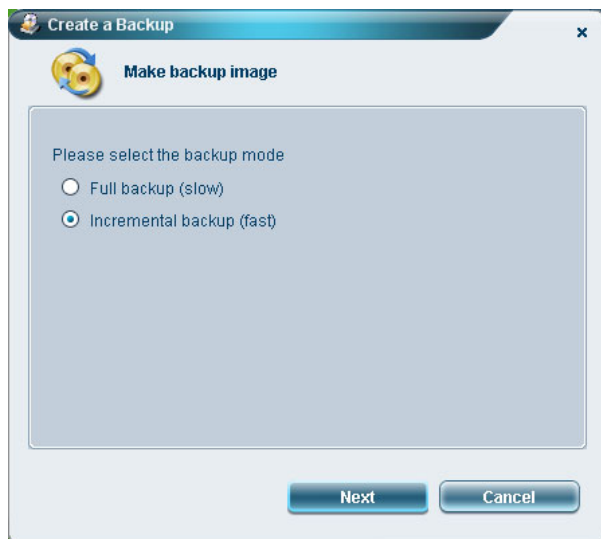 Create a Backup
Make backup image
Please select the backup mode
Full backup (slow)
Incremental backup (fast)
Next
Cancel